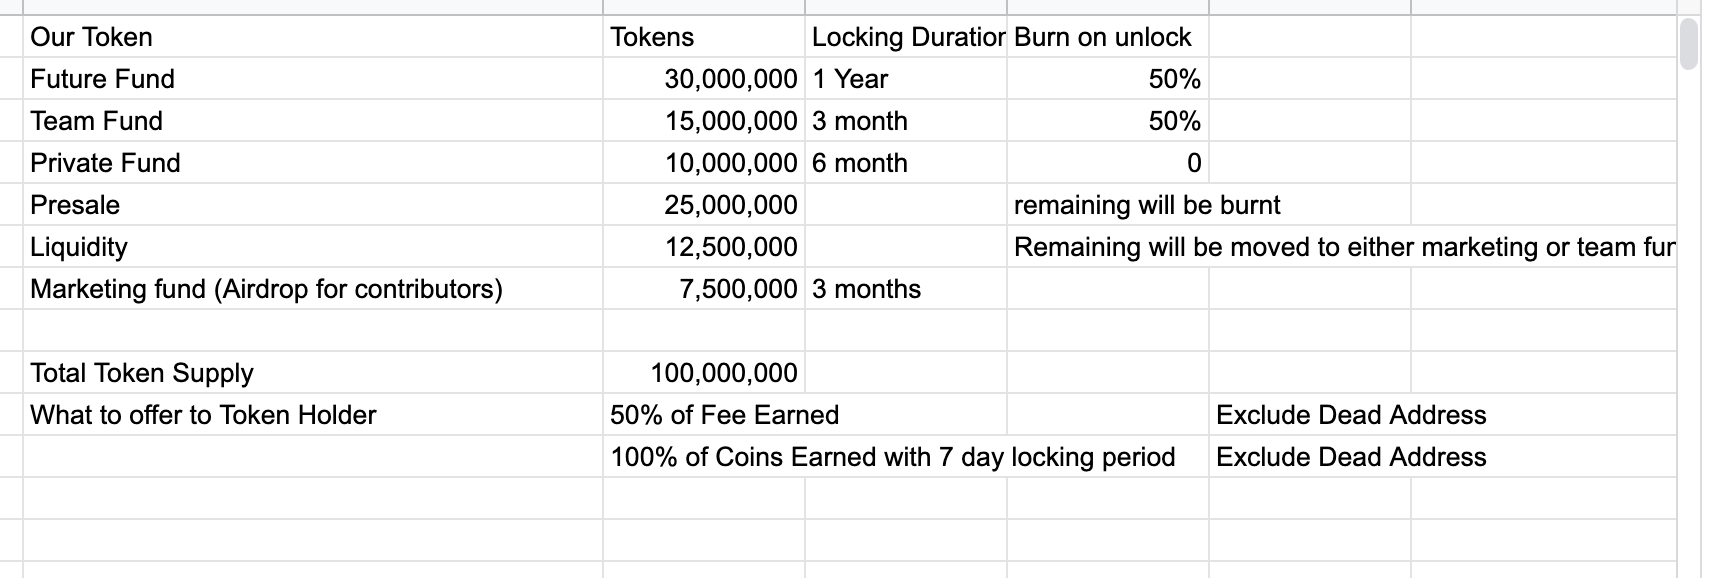 Our Token Tokens Locking Duration Burn on unlock
Future Fund 30,000,000 1 Year 50%
Team Fund 15,000,000 3 month 50%
Private Fund 10,000,000 6 month 0
Presale 25,000,000 remaining will be burnt
Liquidity 12,500,000 Remaining will be moved to either marketing or team
Marketing fund (Airdrop for contributors) 7,500,000 3 months
Total Token Supply 100,000,000
What to offer to Token Holder 50% of Fee Earned Exclude Dead Address
100% of Coins Earned with 7 day locking period Exclude Dead Address